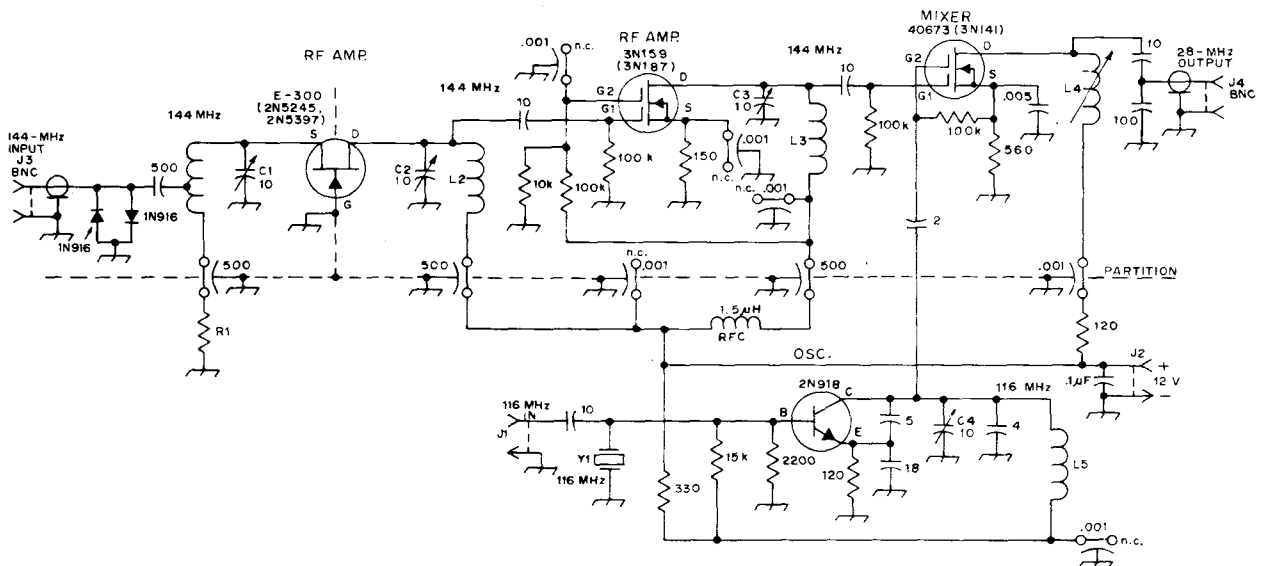 MIXER
40673 (3N141)
RF AMP.
3N159
(3N187)
RF AMP.
E-300
(2N5245,
2N5397)
.001
n.c.
144 MHz
144 MHz
144 MHz
144-MHz
INPUT
J3
BNC
28-MHz
OUTPUT
J4
BNC
G2
G1
D
S
G2
G1
D
S
S
D
G
500
C1
10
C2
10
L2
10
10k
100k
100k
150
.001
n.c.
n.c.
.001
C3
10
10
L3
100k
100k
.005
560
L4
10
100
2
1N916
1N916
500
500
n.c.
.001
500
.001
PARTITION
R1
1.5μH
RFC
120
OSC.
J2
+
12 V
-
.1μF
116 MHz
IN
J1
10
Y1
116 MHz
15k
2200
330
2N918
B
C
E
120
5
18
C4
10
4
116 MHz
L5
.001
n.c.